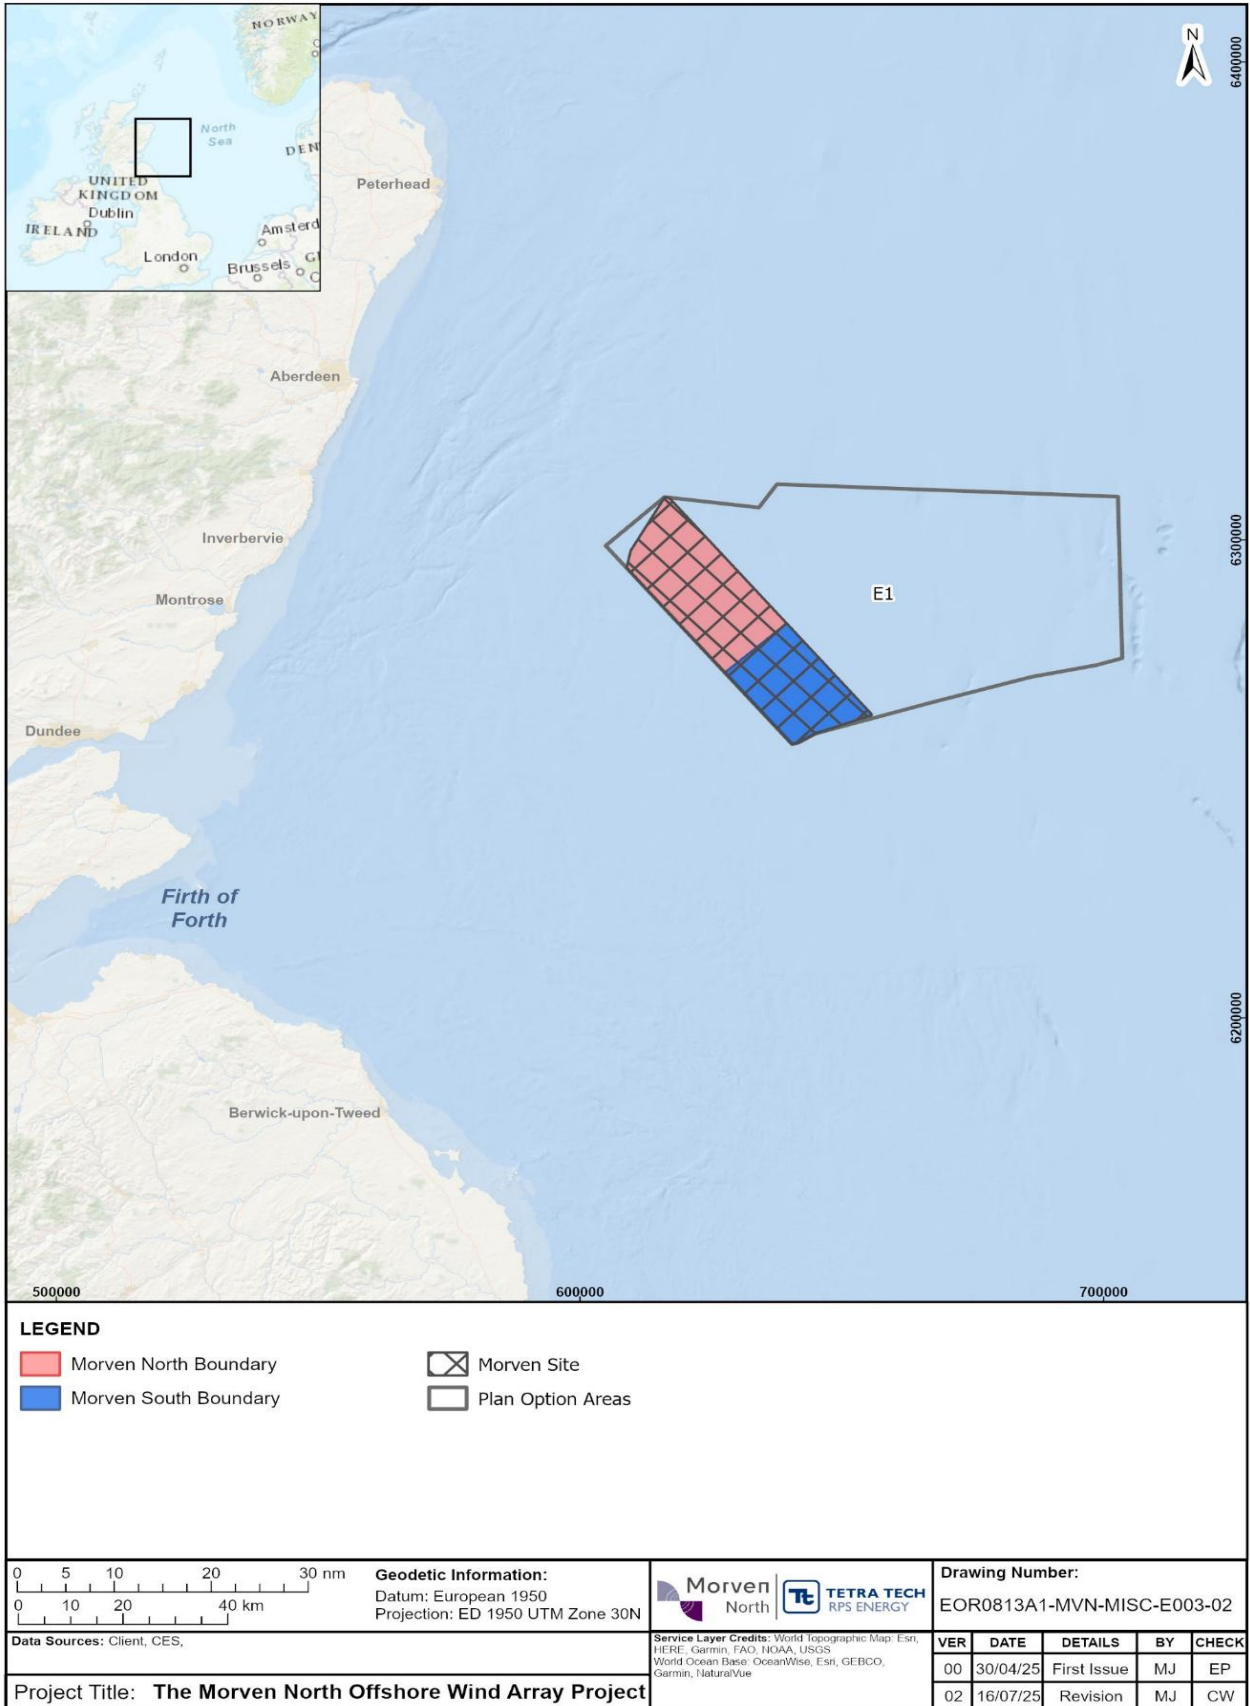 NORWAY
North
Sea
DEN
UNITED
KINGDOM
Dublin
IRELAND
Amsterd
London
Brussels
N
6400000
Peterhead
Aberdeen
Inverbervie
6300000
E1
Montrose
Dundee
Firth of
Forth
6200000
Berwick-upon-Tweed
500000 600000 700000
LEGEND
Morven North Boundary
Morven South Boundary
Morven Site
Plan Option Areas
0 5 10 20 30 nm
0 10 20 40 km
Geodetic Information:
Datum: European 1950
Projection: ED 1950 UTM Zone 30N
Morven
North
Tt TETRA TECH
RPS ENERGY
Drawing Number:
EOR0813A1-MVN-MISC-E003-02
Data Sources: Client, CES,
Service Layer Credits: World Topographic Map: Esri,
HERE, Garmin, FAO, NOAA, USGS
World Ocean Base: OceanWise, Esri, GEBCO,
Garmin, NaturalVue
VER DATE DETAILS BY CHECK
00 30/04/25 First Issue MJ EP
02 16/07/25 Revision MJ CW
Project Title: The Morven North Offshore Wind Array Project